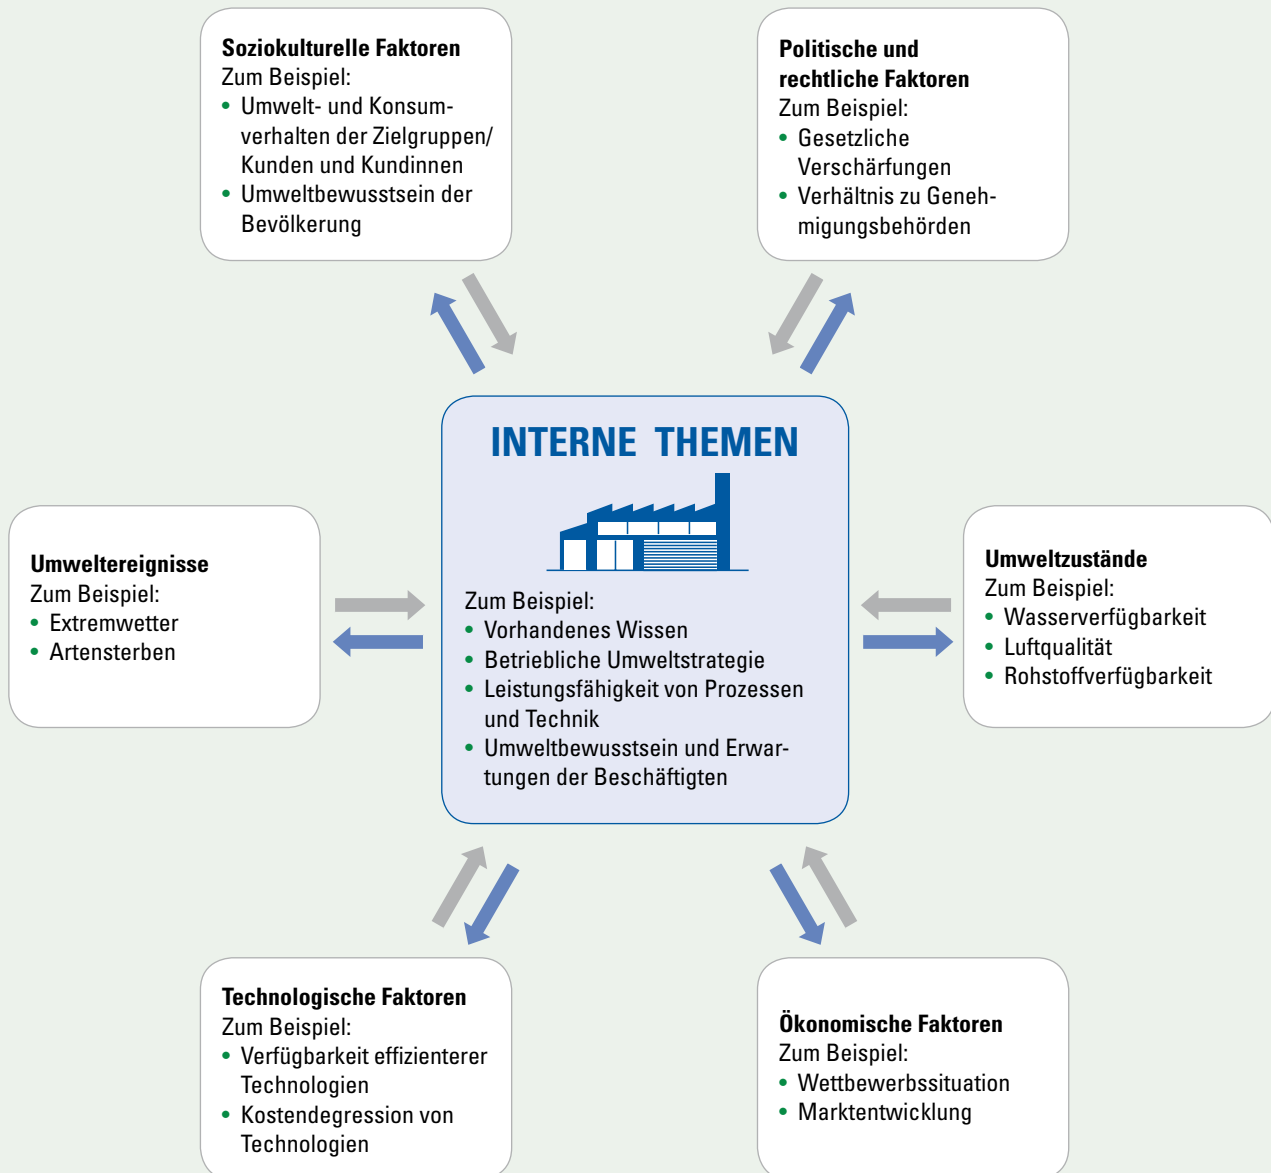 Soziokulturelle Faktoren
Zum Beispiel:
• Umwelt- und Konsum-
verhalten der Zielgruppen/
Kunden und Kundinnen
• Umweltbewusstsein der
Bevölkerung
Politische und
rechtliche Faktoren
Zum Beispiel:
• Gesetzliche
Verschärfungen
• Verhältnis zu Geneh-
migungsbehörden
INTERNE THEMEN
Zum Beispiel:
• Vorhandenes Wissen
• Betriebliche Umweltstrategie
• Leistungsfähigkeit von Prozessen
und Technik
• Umweltbewusstsein und Erwar-
tungen der Beschäftigten
Umweltereignisse
Zum Beispiel:
• Extremwetter
• Artensterben
Umweltzustände
Zum Beispiel:
• Wasserverfügbarkeit
• Luftqualität
• Rohstoffverfügbarkeit
Technologische Faktoren
Zum Beispiel:
• Verfügbarkeit effizienterer
Technologien
• Kostendegression von
Technologien
Ökonomische Faktoren
Zum Beispiel:
• Wettbewerbssituation
• Marktentwicklung